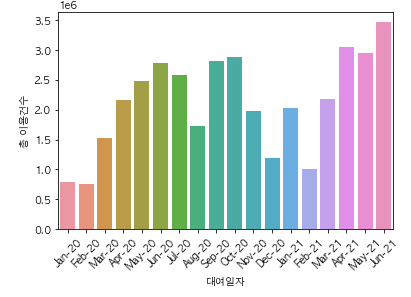 1e6
총 이용건수
3.5
3.0
2.5
2.0
1.5
1.0
0.5
0.0
Jan-20
Feb-20
Mar-20
Apr-20
May-20
Jun-20
Jul-20
Aug-20
Sep-20
Oct-20
Nov-20
Dec-20
Jan-21
Feb-21
Mar-21
Apr-21
May-21
Jun-21
대여일자